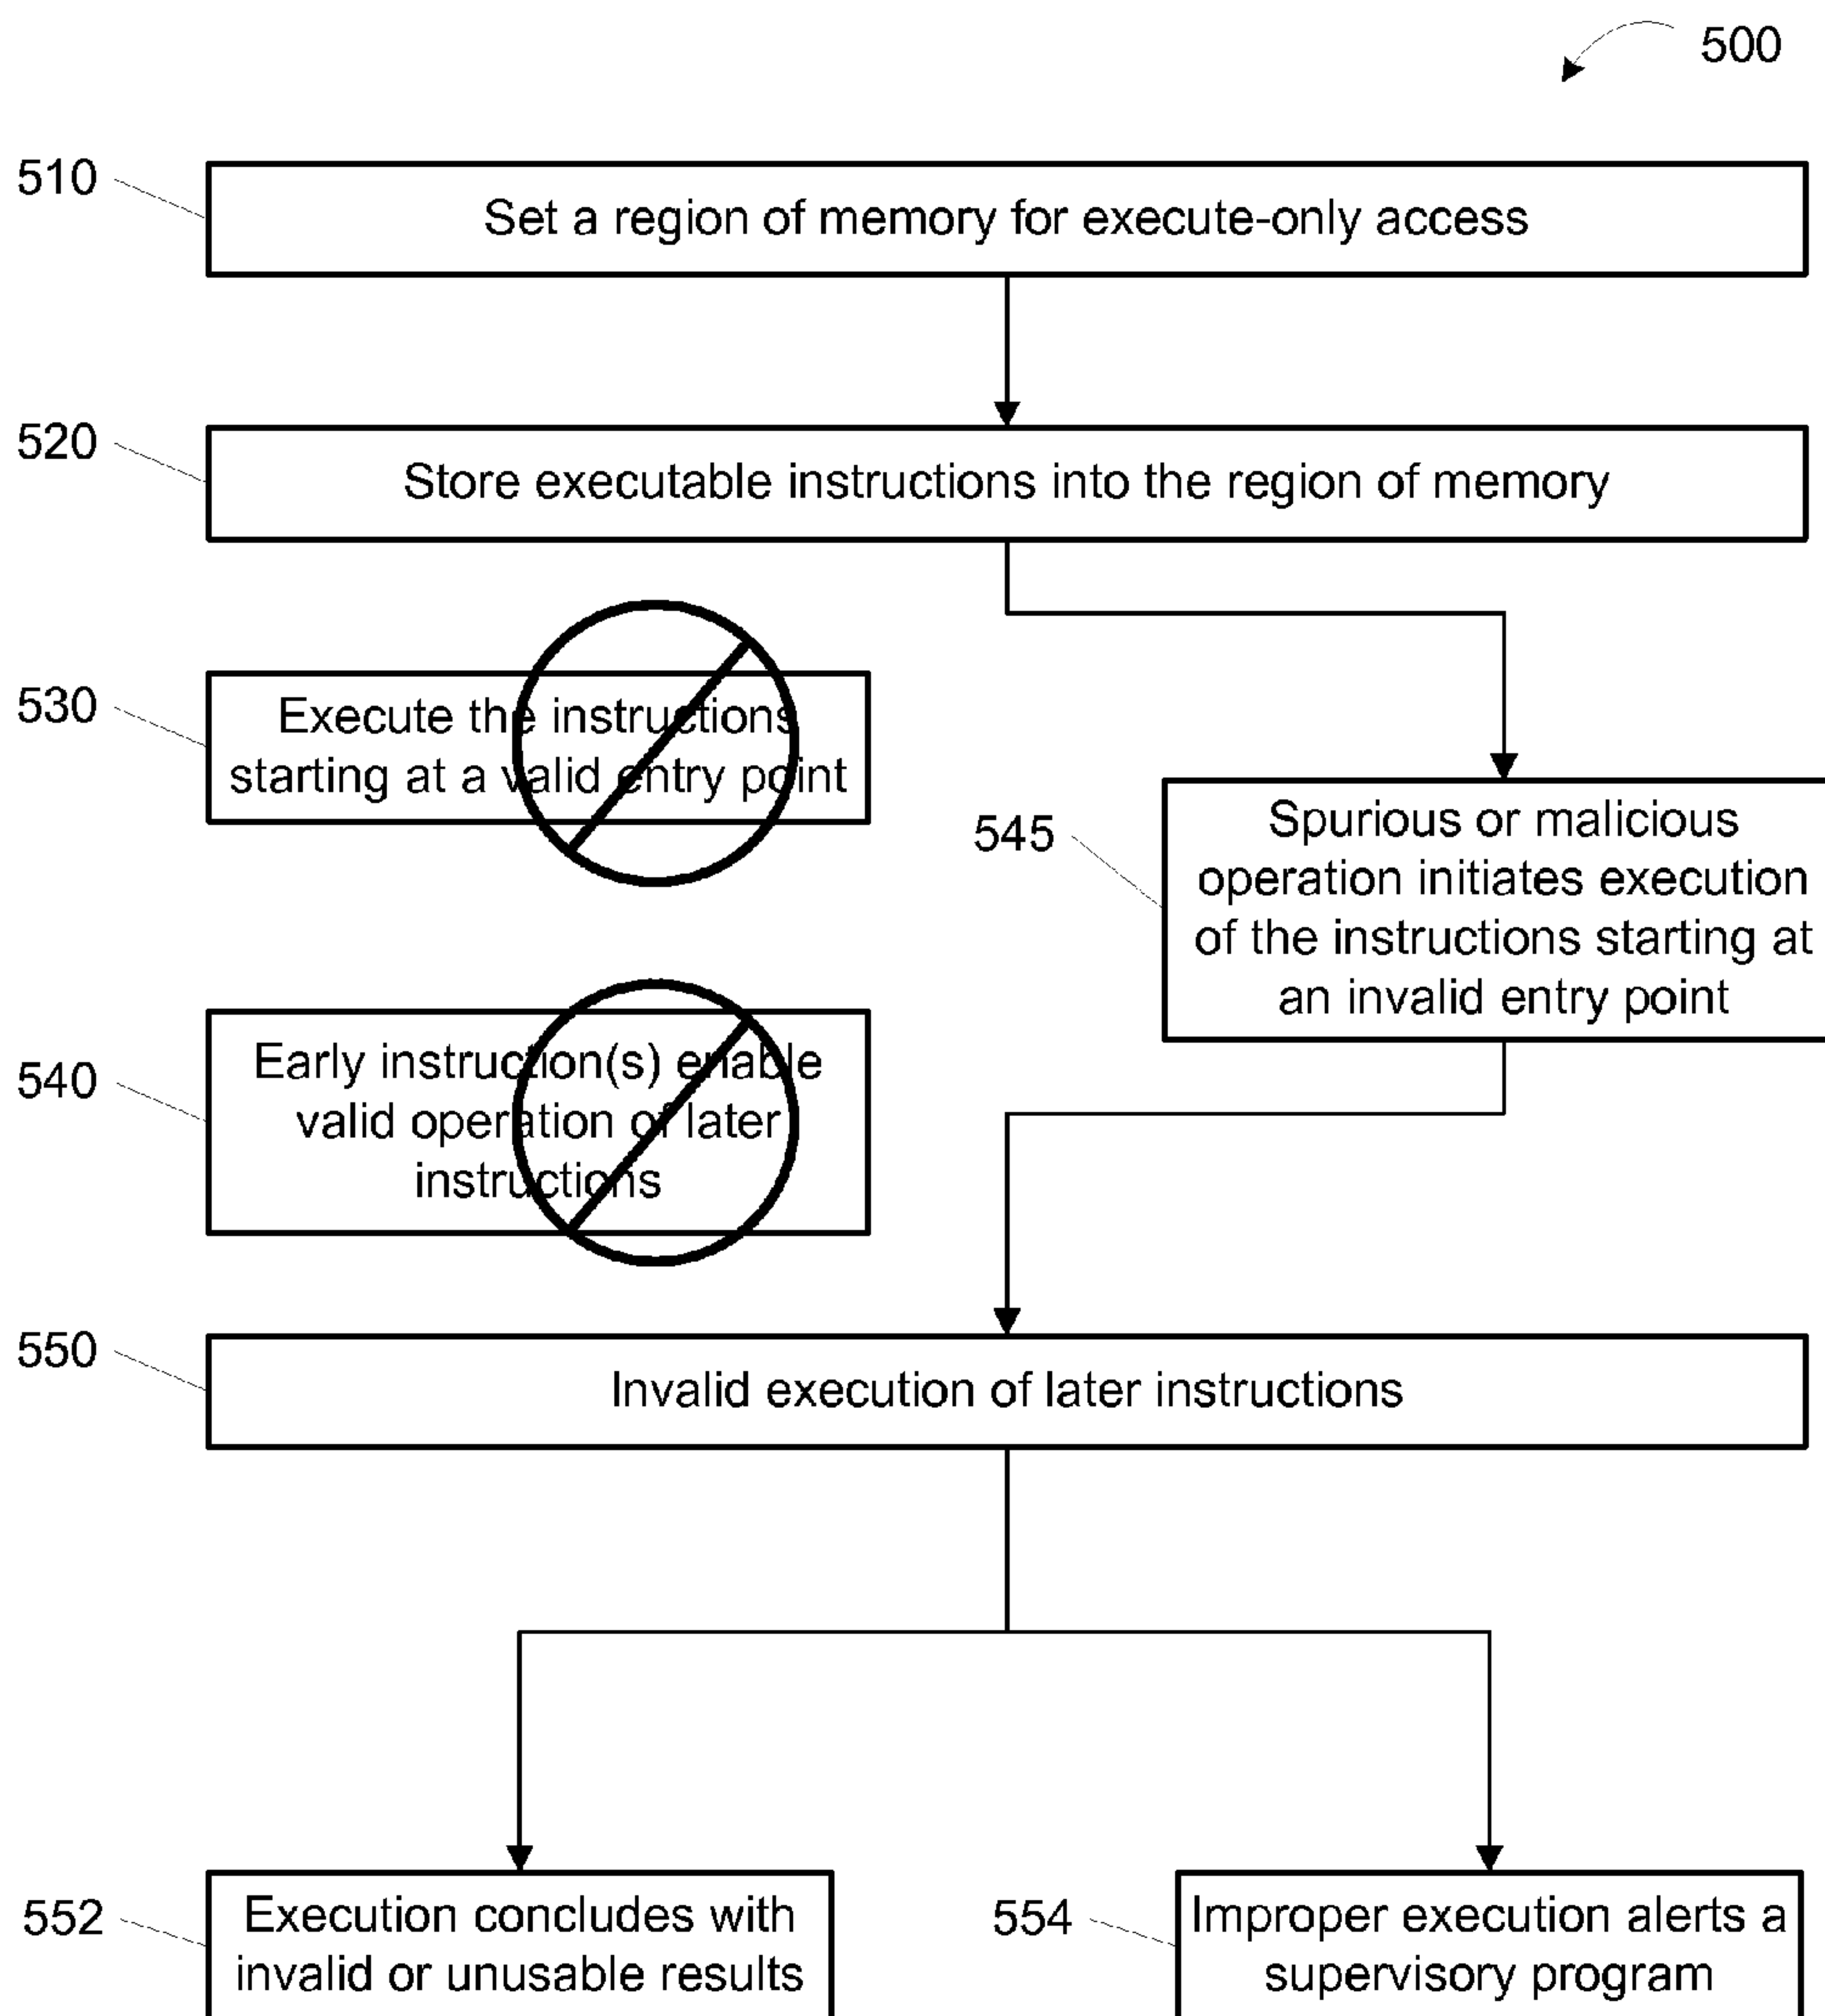 500
510
Set a region of memory for execute-only access
520
Store executable instructions into the region of memory
530
Execute the instructions
starting at a valid entry point
545
Spurious or malicious
operation initiates execution
of the instructions starting at
an invalid entry point
540
Early instruction(s) enable
valid operation of later
instructions
550
Invalid execution of later instructions
552
Execution concludes with
invalid or unusable results
554
Improper execution alerts a
supervisory program